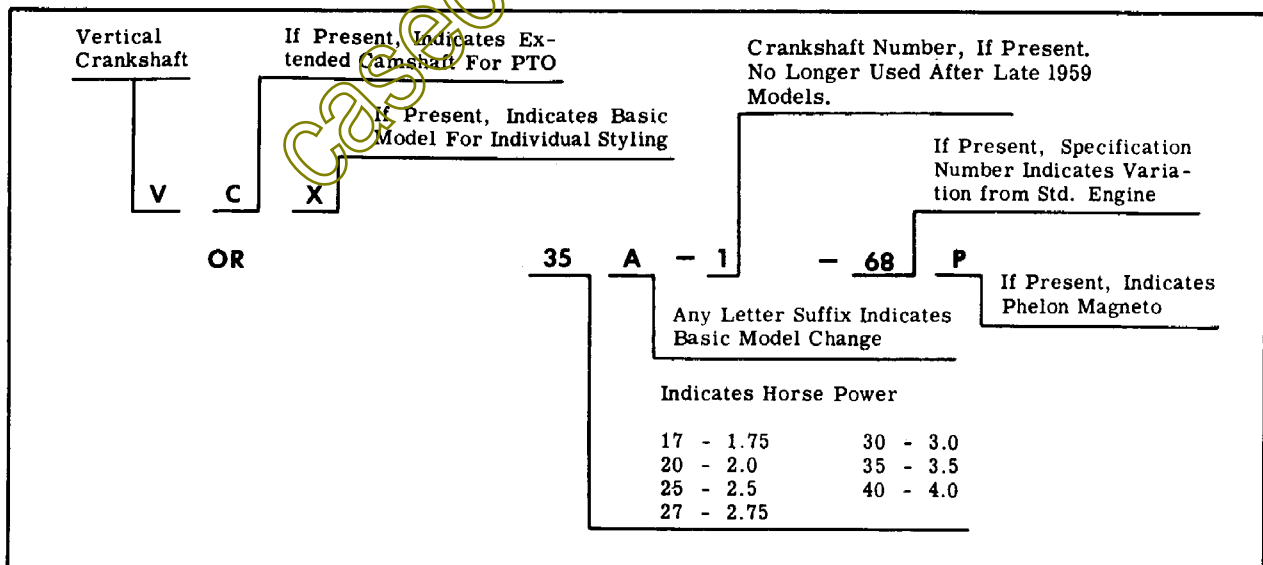 Vertical
Crankshaft
If Present, Indicates Ex-
tended Camshaft For PTO
If Present, Indicates Basic
Model For Individual Styling
Crankshaft Number, If Present.
No Longer Used After Late 1959
Models.
If Present, Specification
Number Indicates Varia-
tion from Std. Engine
V C X
OR
35 A - 1 - 68 P
If Present, Indicates
Phelon Magneto
Any Letter Suffix Indicates
Basic Model Change
Indicates Horse Power
17 - 1.75 30 - 3.0
20 - 2.0 35 - 3.5
25 - 2.5 40 - 4.0
27 - 2.75
case